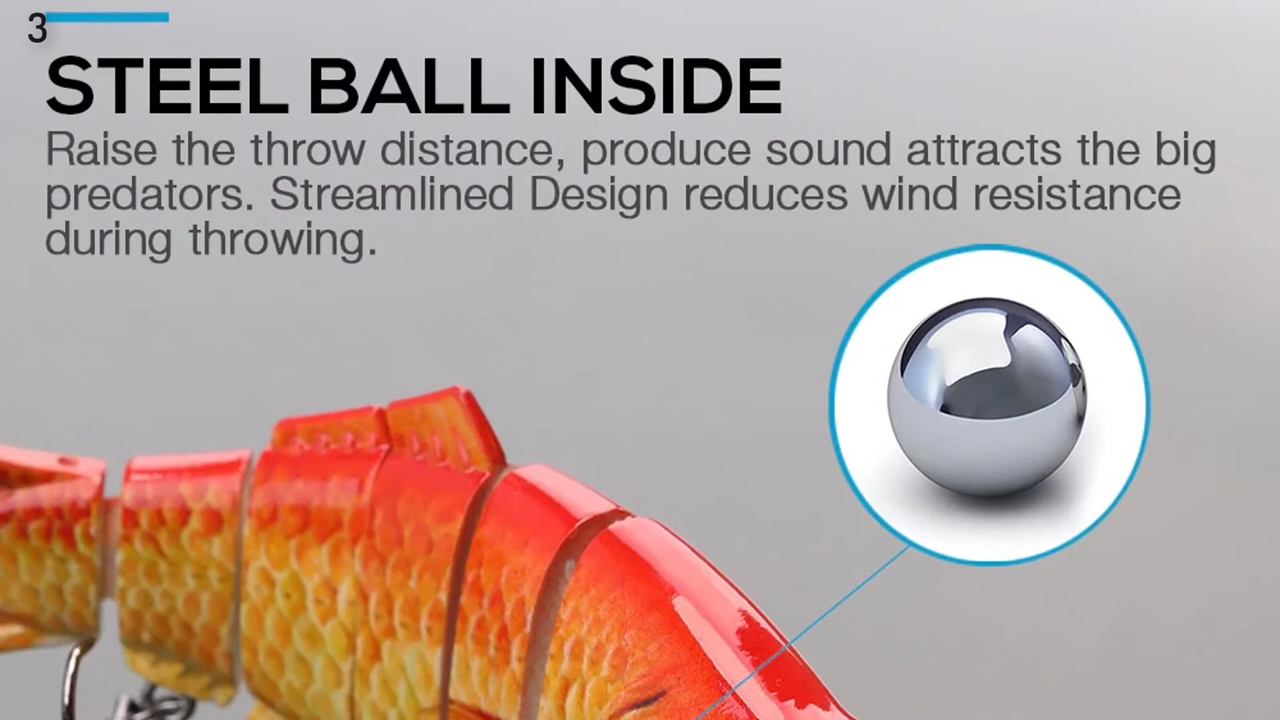 3
STEEL BALL INSIDE
Raise the throw distance, produce sound attracts the big
predators. Streamlined Design reduces wind resistance
during throwing.